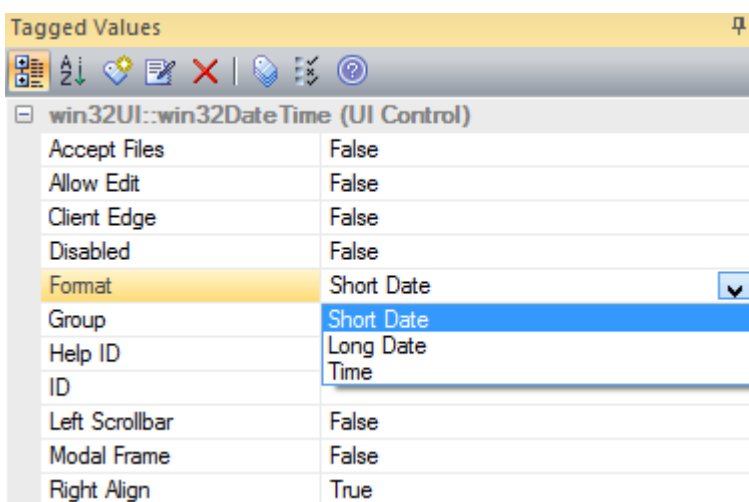 Tagged Values
win32UI::win32DateTime (UI Control)
Accept Files False
Allow Edit False
Client Edge False
Disabled False
Format Short Date
Group Short Date
Help ID Long Date
Time
ID
Left Scrollbar False
Modal Frame False
Right Align True